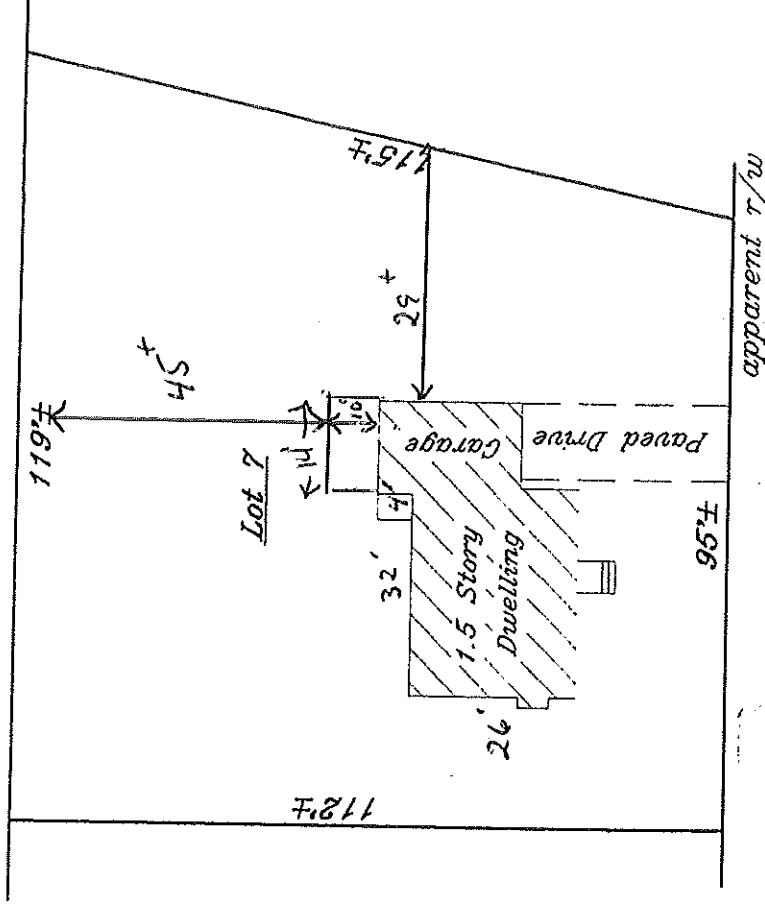 119'±
45+
115'±
29+
Lot 7
14'
10'
Garage
4'
32'
1.5 Story
Dwelling
26'
Paved Drive
112'±
95'±
apparent r/w